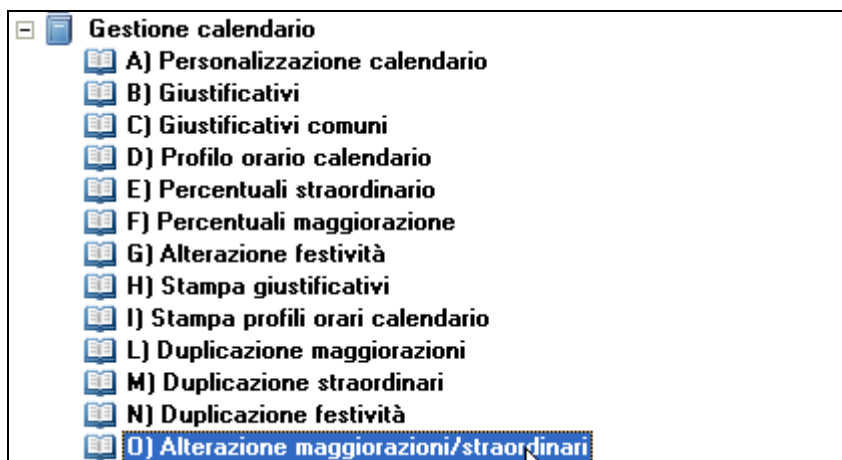 Gestione calendario
A) Personalizzazione calendario
B) Giustificativi
C) Giustificativi comuni
D) Profilo orario calendario
E) Percentuali straordinario
F) Percentuali maggiorazione
G) Alterazione festività
H) Stampa giustificativi
I) Stampa profili orari calendario
L) Duplicazione maggiorazioni
M) Duplicazione straordinari
N) Duplicazione festività
O) Alterazione maggiorazioni/straordinari